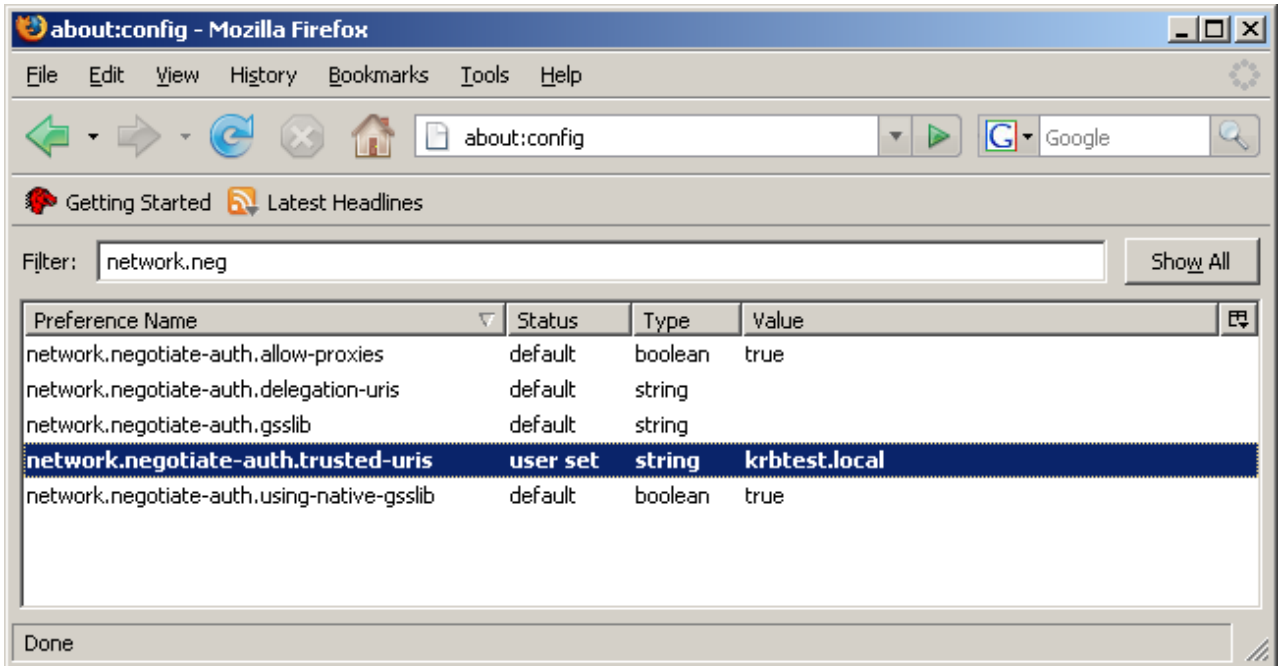 about:config - Mozilla Firefox
File Edit View History Bookmarks Tools Help
about:config G Google
Getting Started Latest Headlines
Filter: network.neg Show All
Preference Name Status Type Value
network.negotiate-auth.allow-proxies default boolean true
network.negotiate-auth.delegation-uris default string
network.negotiate-auth.gsslib default string
network.negotiate-auth.trusted-uris user set string krbtest.local
network.negotiate-auth.using-native-gsslib default boolean true
Done